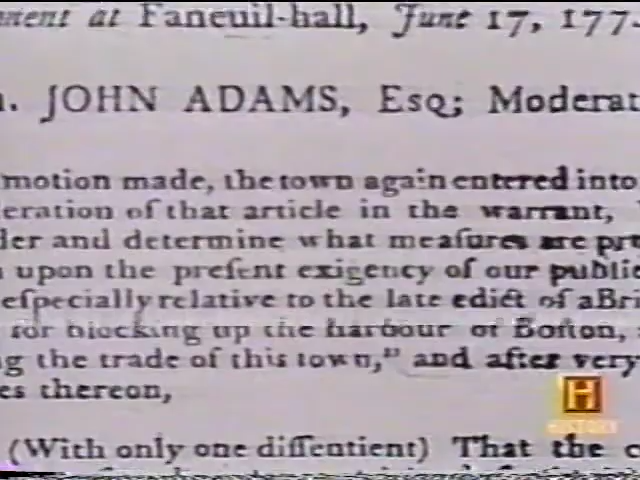 ment at Faneuil-hall, June 17, 177
JOHN ADAMS, Esq; Moderat
motion made, the town again entered into
eration of that article in the warrant,
der and determine what meaſures are pr
upon the preſent exigency of our public
eſpecially relative to the late edict of a Br
for blocking up the harbour of Boſton,
g the trade of this town," and after very
es thereon,
H
HISTORY
(With only one diſſentient) That the c